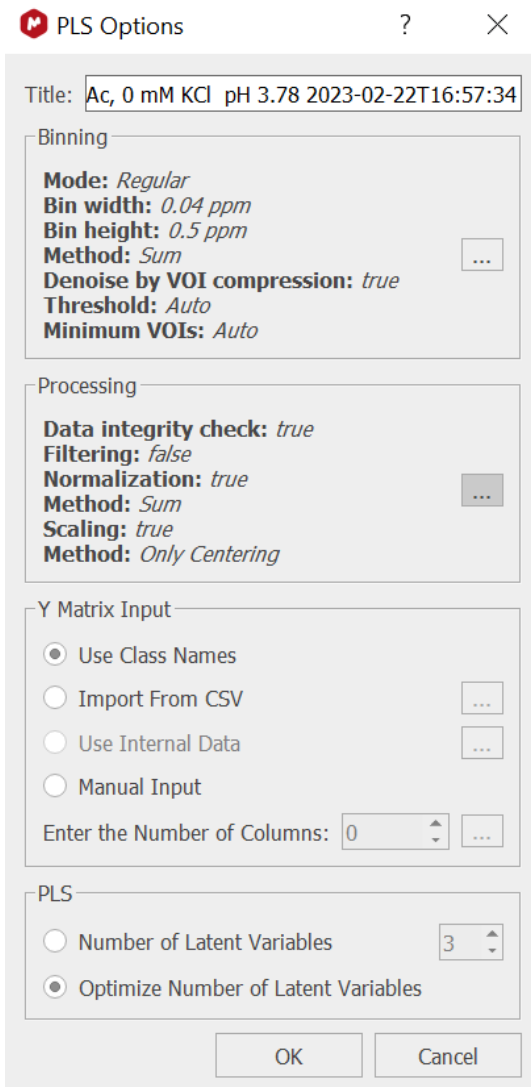 PLS Options
?
Title: Ac, 0 mM KCl pH 3.78 2023-02-22T16:57:34
Binning
Mode: Regular
Bin width: 0.04 ppm
Bin height: 0.5 ppm
Method: Sum
...
Denoise by VOI compression: true
Threshold: Auto
Minimum VOIs: Auto
Processing
Data integrity check: true
Filtering: false
Normalization: true
...
Method: Sum
Scaling: true
Method: Only Centering
Y Matrix Input
Use Class Names
Import From CSV ...
Use Internal Data ...
Manual Input
Enter the Number of Columns: 0 ...
PLS
Number of Latent Variables 3
Optimize Number of Latent Variables
OK Cancel